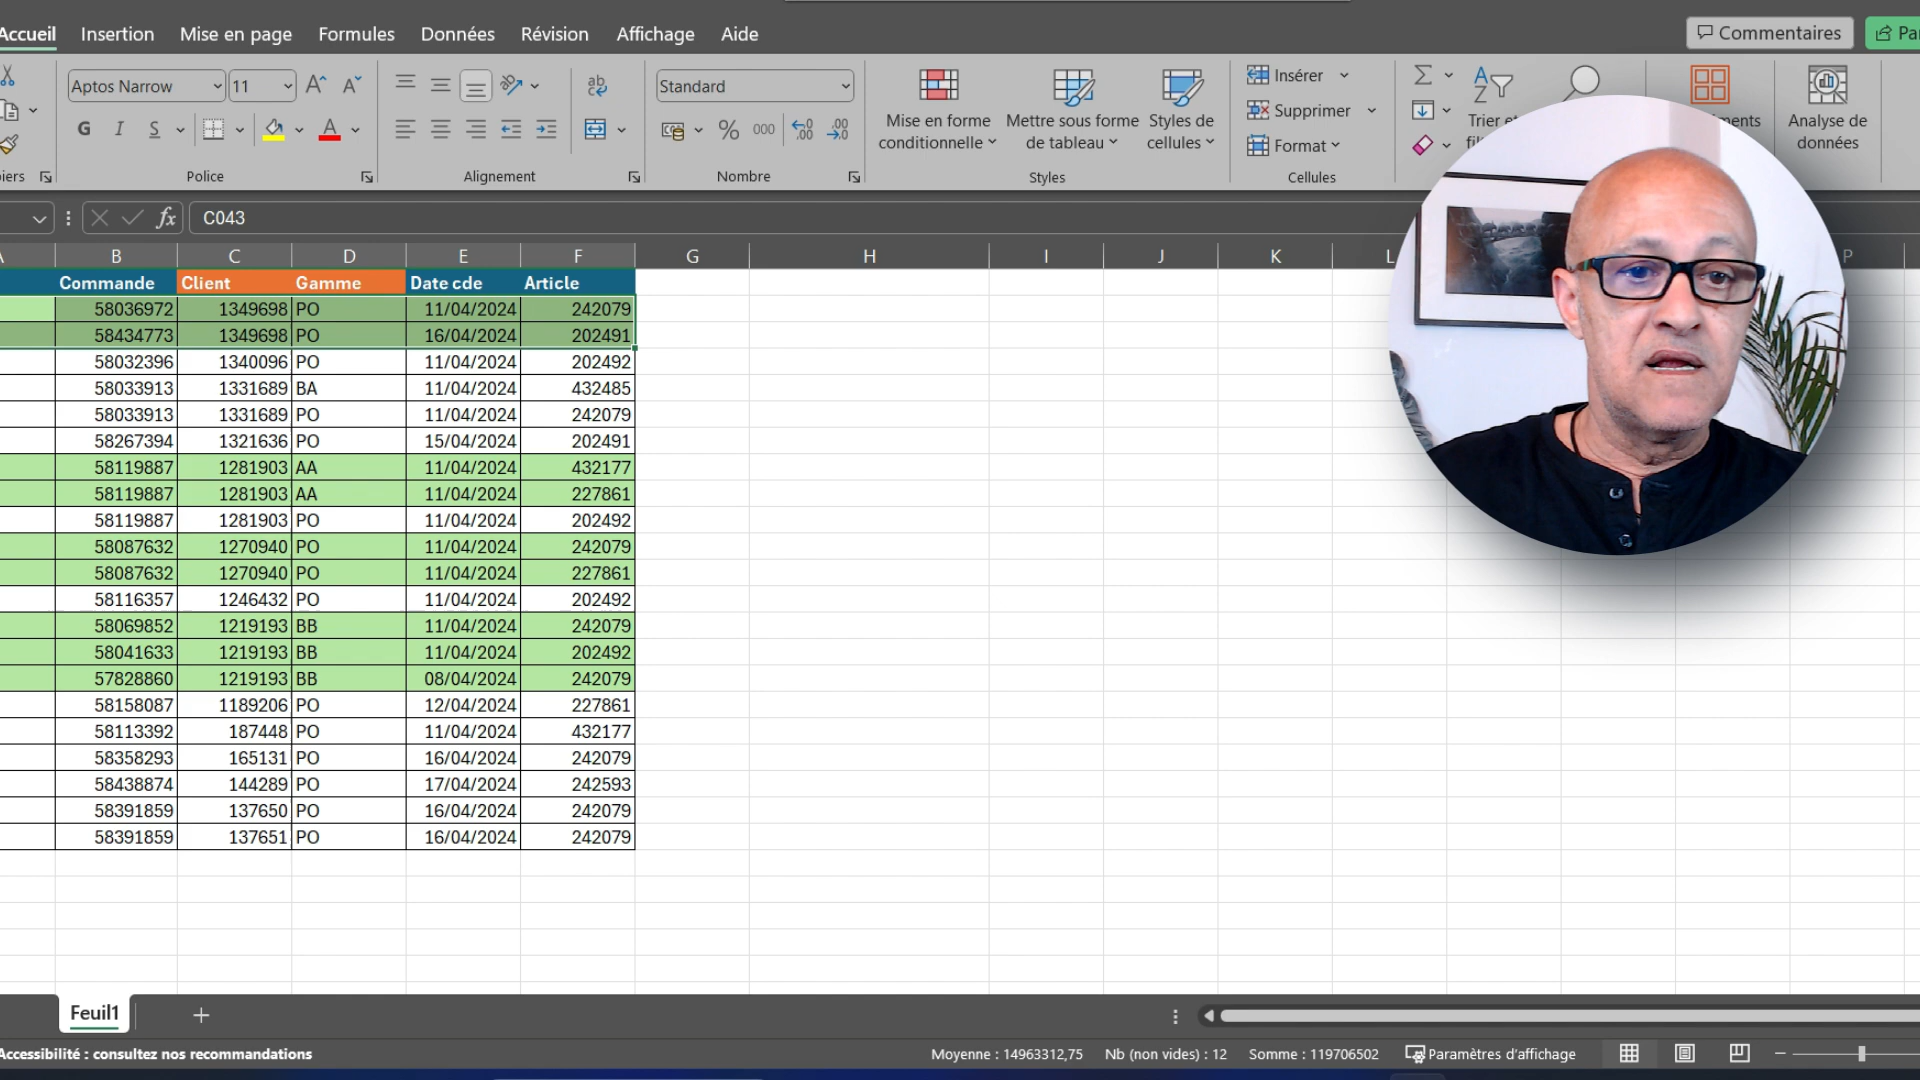 Accueil Insertion Mise en page Formules Données Révision Affichage Aide Commentaires Pa
Aptos Narrow 11 A A ab Standard Insérer
G I S A % 000 Mise en forme conditionnelle Mettre sous forme de tableau Styles de cellules Supprimer Trier et Analyse de données
Format
iers Police Alignement Nombre Styles Cellules
fx C043
A B C D E F G H I J K L P
Commande Client Gamme Date cde Article
58036972 1349698 PO 11/04/2024 242079
58434773 1349698 PO 16/04/2024 202491
58032396 1340096 PO 11/04/2024 202492
58033913 1331689 BA 11/04/2024 432485
58033913 1331689 PO 11/04/2024 242079
58267394 1321636 PO 15/04/2024 202491
58119887 1281903 AA 11/04/2024 432177
58119887 1281903 AA 11/04/2024 227861
58119887 1281903 PO 11/04/2024 202492
58087632 1270940 PO 11/04/2024 242079
58087632 1270940 PO 11/04/2024 227861
58116357 1246432 PO 11/04/2024 202492
58069852 1219193 BB 11/04/2024 242079
58041633 1219193 BB 11/04/2024 202492
57828860 1219193 BB 08/04/2024 242079
58158087 1189206 PO 12/04/2024 227861
58113392 187448 PO 11/04/2024 432177
58358293 165131 PO 16/04/2024 242079
58438874 144289 PO 17/04/2024 242593
58391859 137650 PO 16/04/2024 242079
58391859 137651 PO 16/04/2024 242079
Feuil1 +
Accessibilité : consultez nos recommandations Moyenne : 14963312,75 Nb (non vides) : 12 Somme : 119706502 Paramètres d'affichage